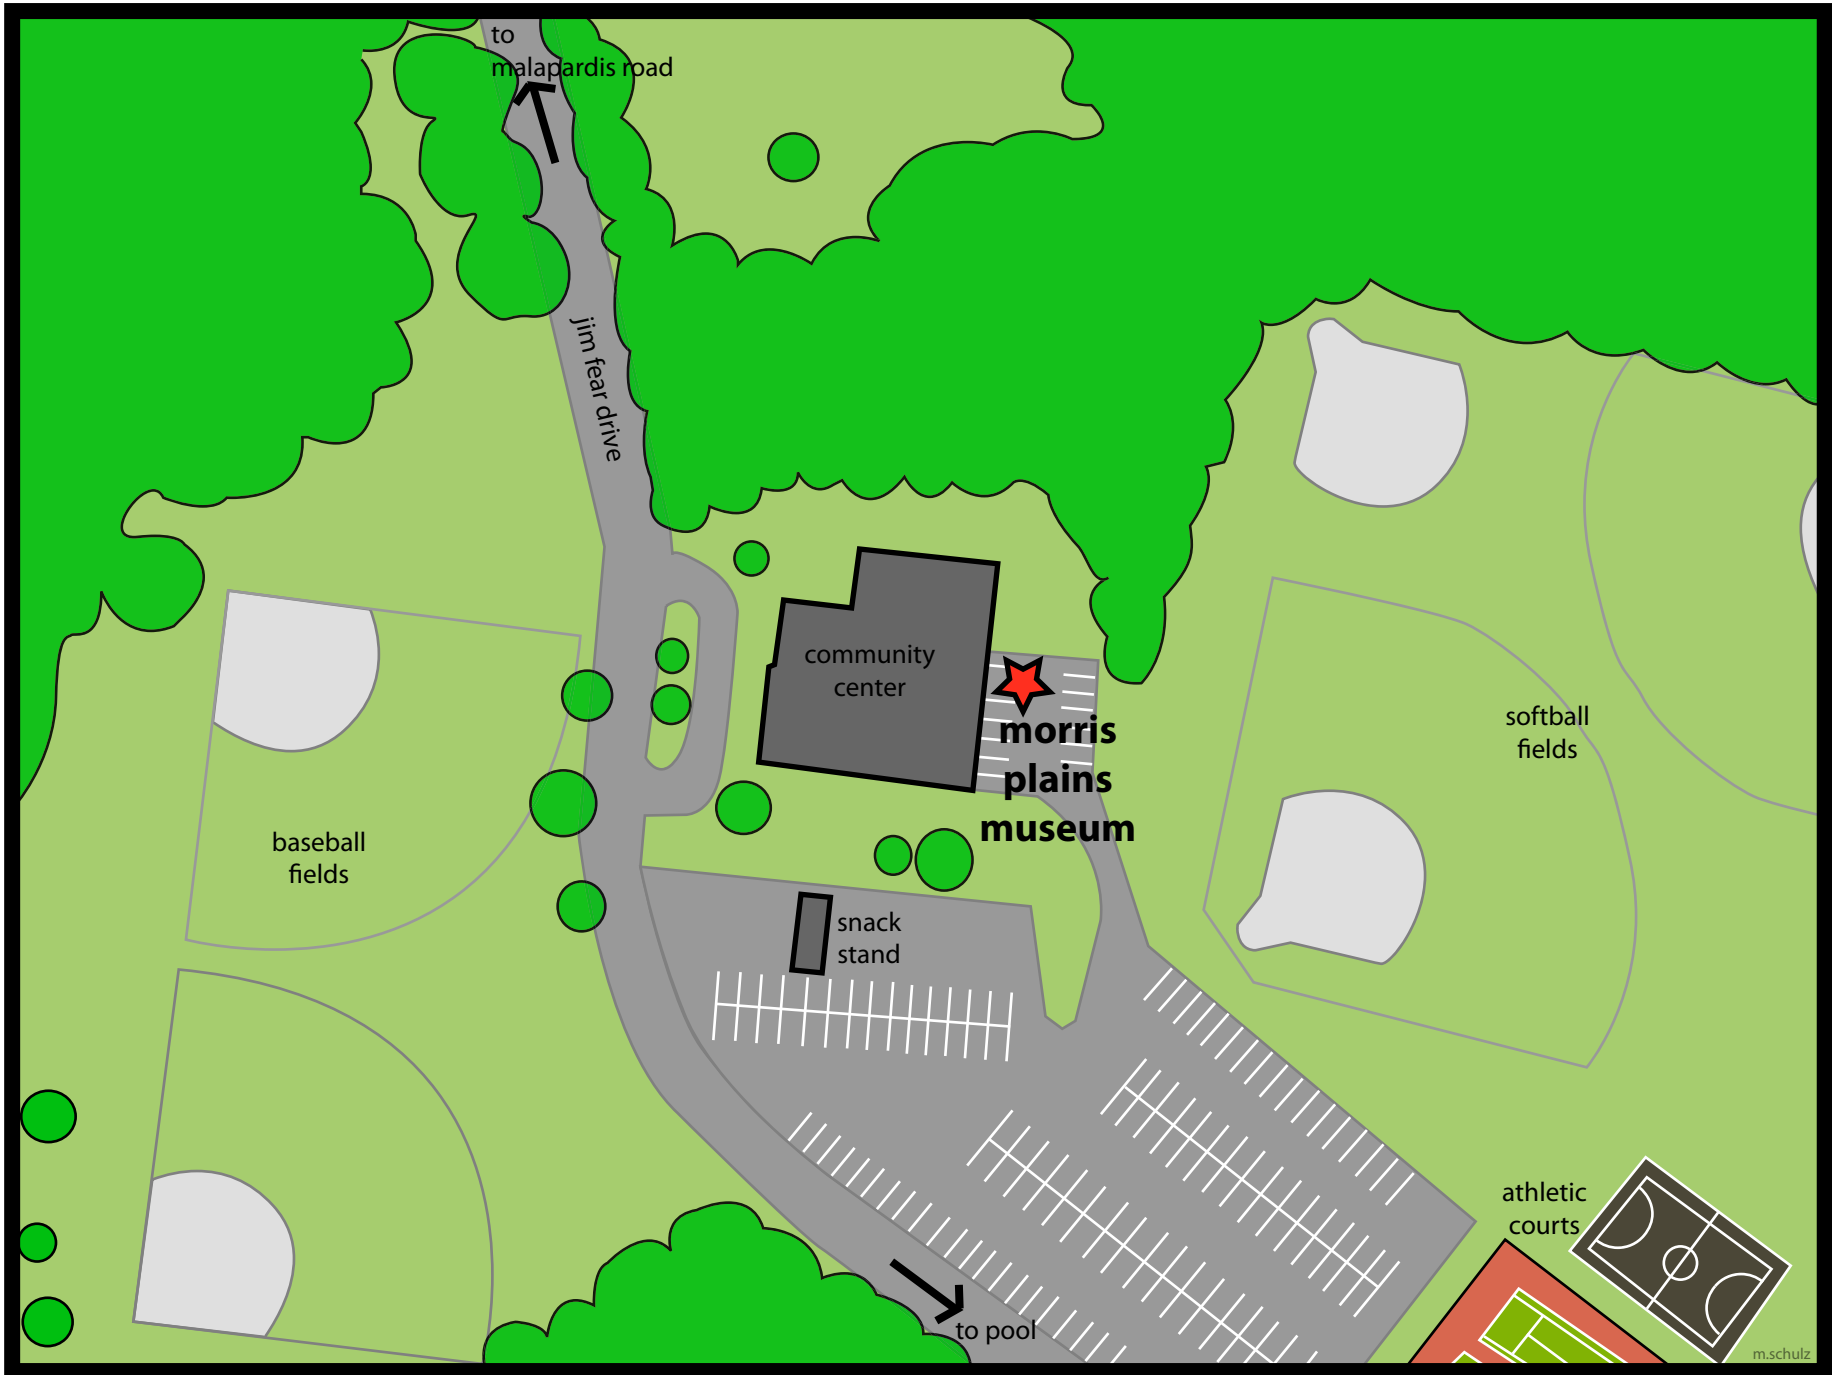 to
malapardis road
jim fear drive
community
center
morris
plains
museum
softball
fields
baseball
fields
snack
stand
athletic
courts
to pool
m.schulz